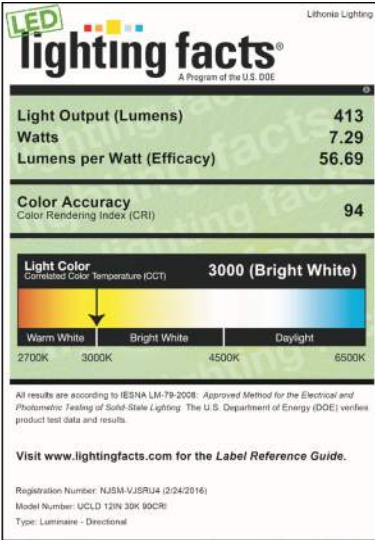 Lithonia Lighting
LED
lighting facts®
A Program of the U.S. DOE
Light Output (Lumens) 413
Watts 7.29
Lumens per Watt (Efficacy) 56.69
Color Accuracy 94
Color Rendering Index (CRI)
Light Color 3000 (Bright White)
Correlated Color Temperature (CCT)
Warm White Bright White Daylight
2700K 3000K 4500K 6500K
All results are according to IESNA LM-79-2008: Approved Method for the Electrical and
Photometric Testing of Solid-State Lighting. The U.S. Department of Energy (DOE) verifies
product test data and results.
Visit www.lightingfacts.com for the Label Reference Guide.
Registration Number: NJSM-VJSRU4 (2/24/2016)
Model Number: UCLD 12IN 30K 90CRI
Type: Luminaire - Directional